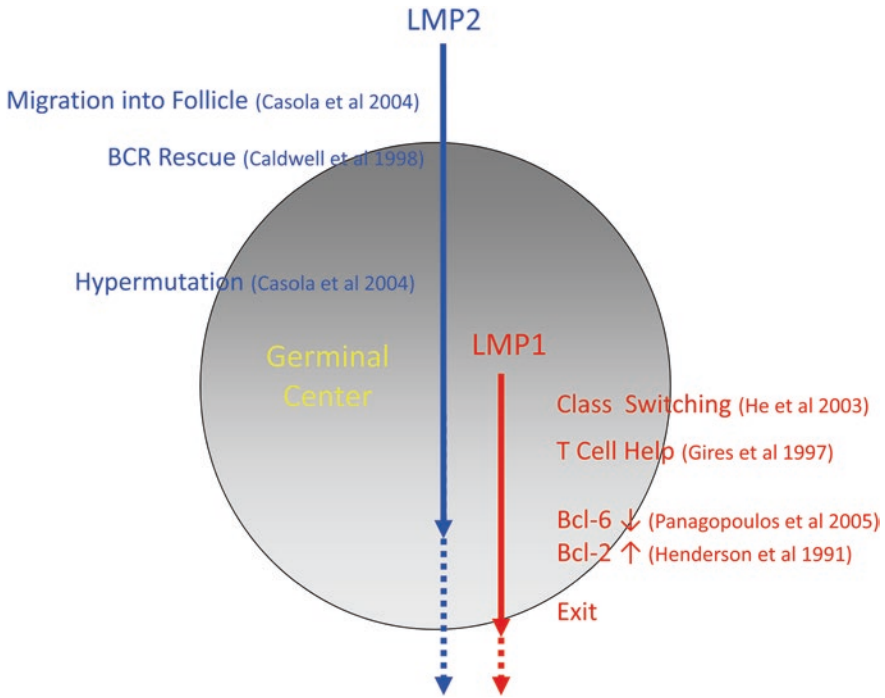 LMP2
Migration into Follicle (Casola et al 2004)
BCR Rescue (Caldwell et al 1998)
Hypermutation (Casola et al 2004)
Germinal
Center
LMP1
Class Switching (He et al 2003)
T Cell Help (Gires et al 1997)
Bcl-6 ↓ (Panagopoulos et al 2005)
Bcl-2 ↑ (Henderson et al 1991)
Exit